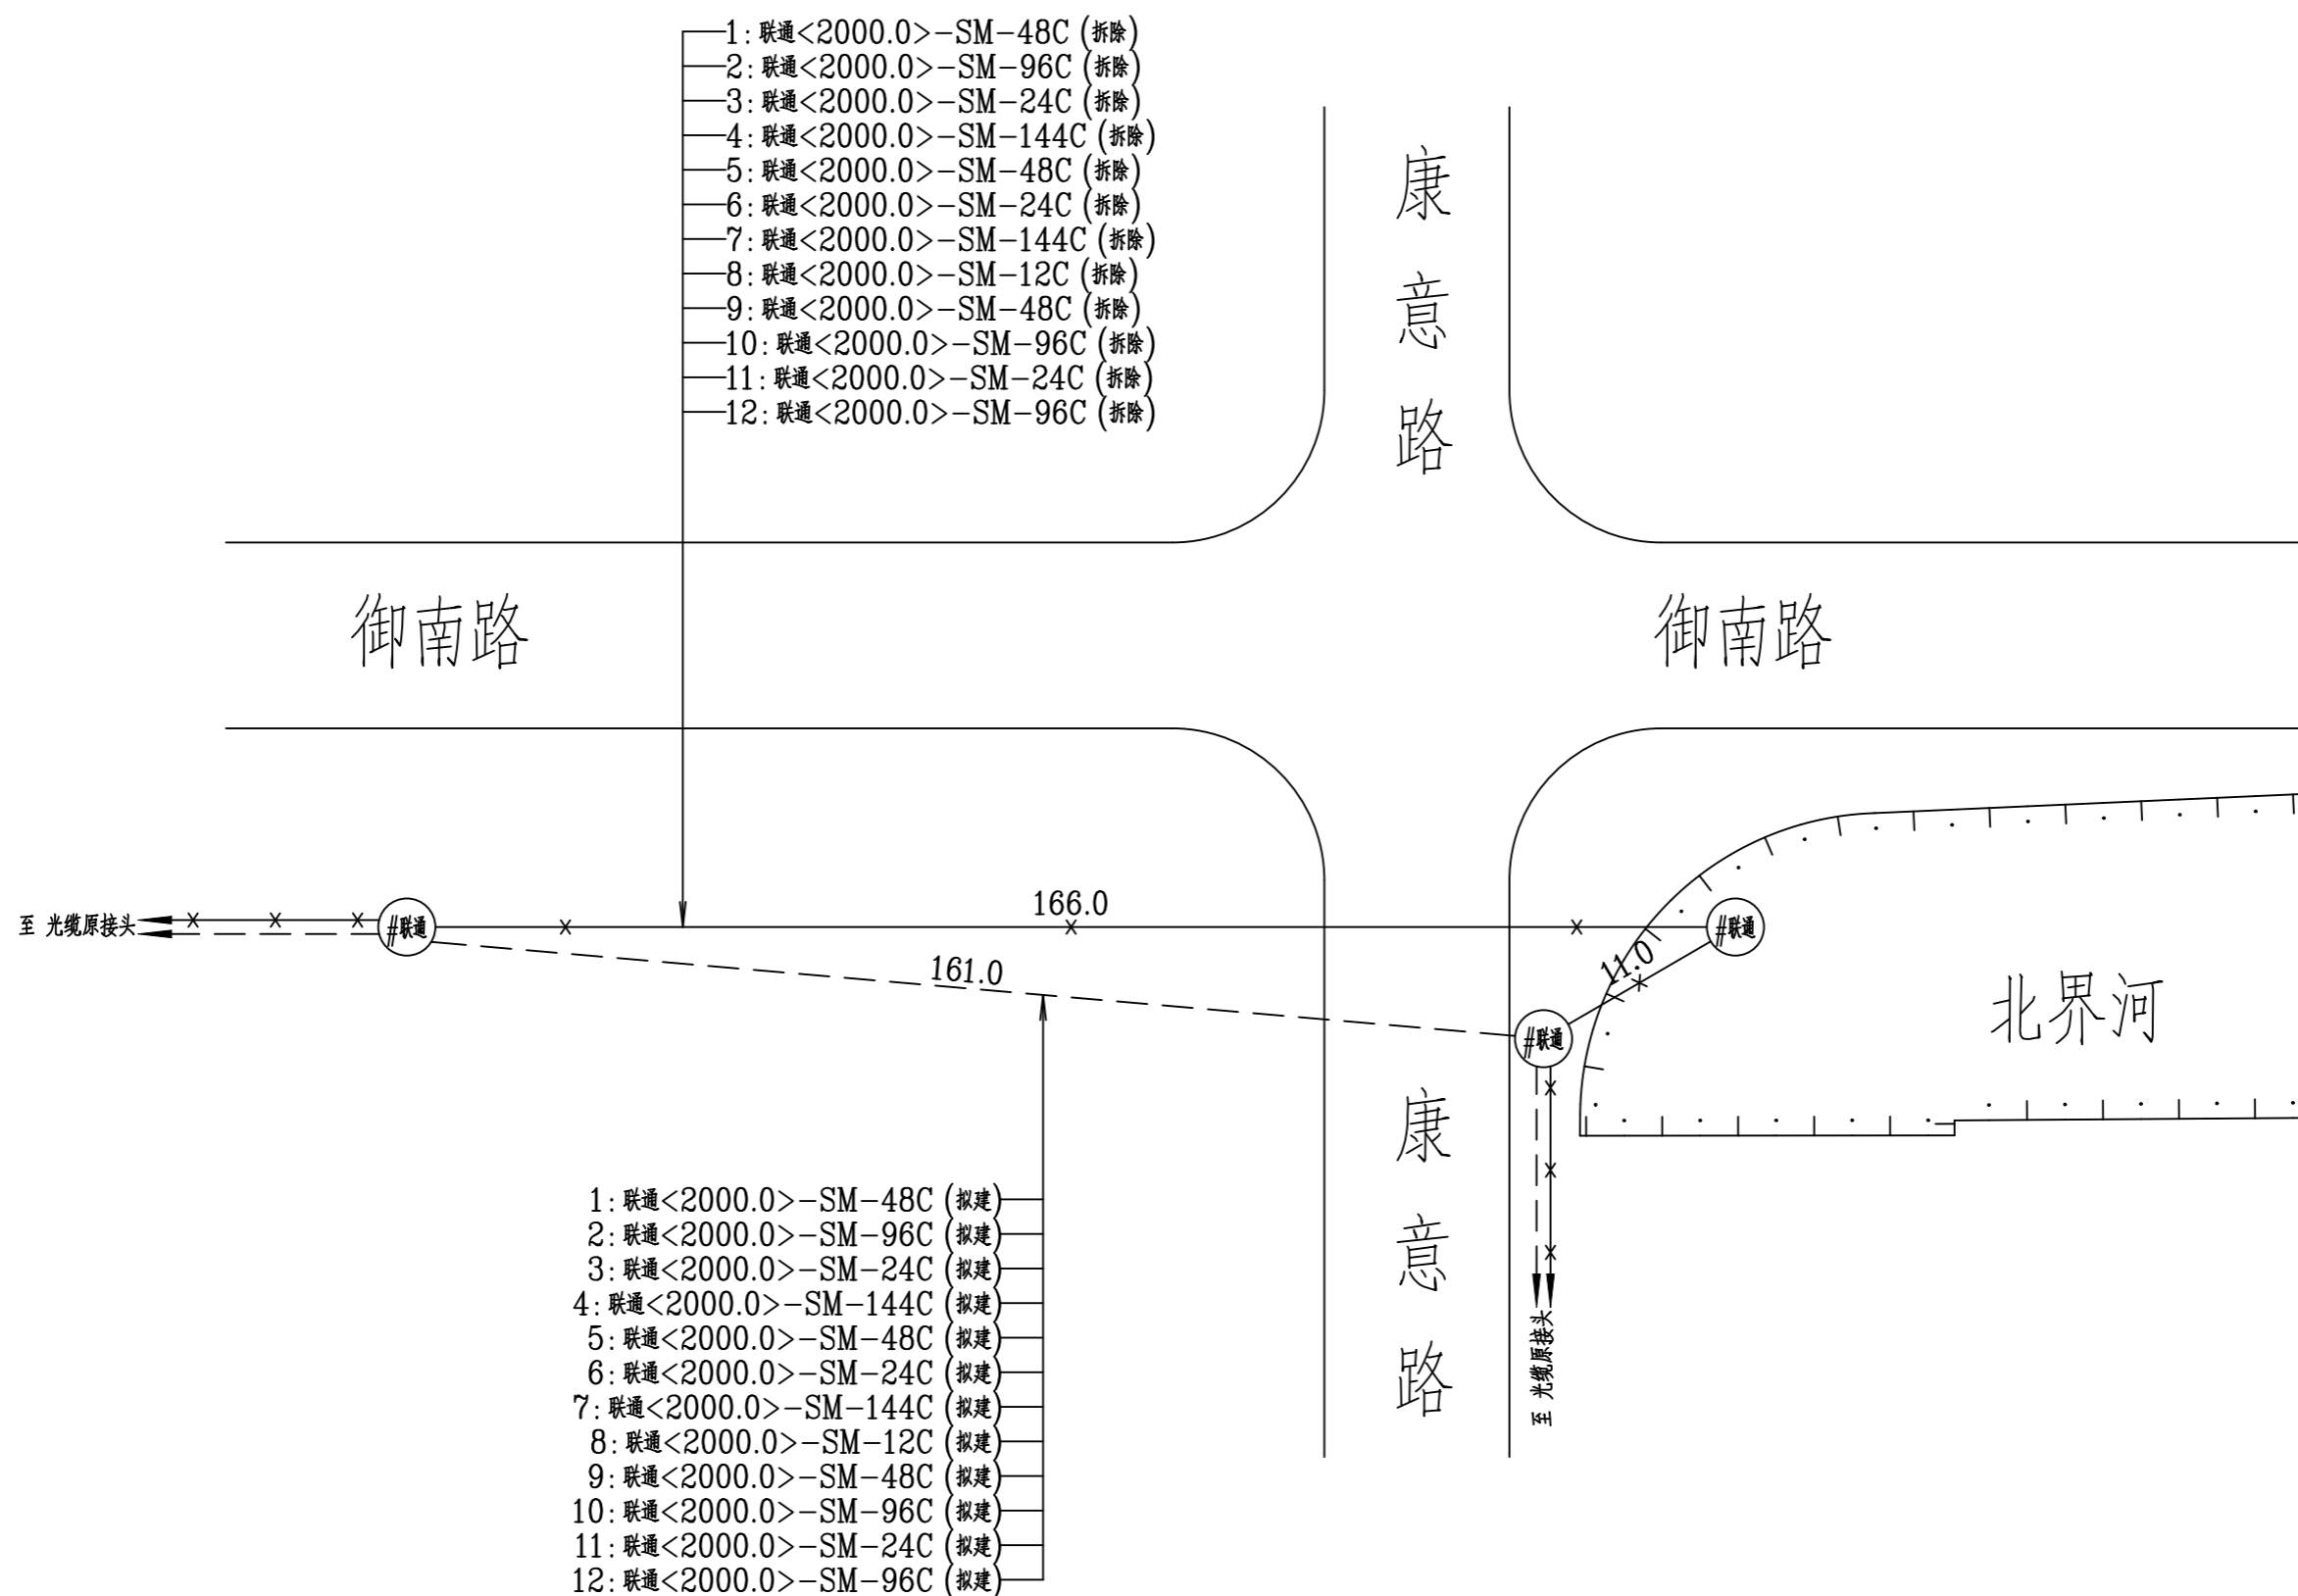 1:联通<2000.0>-SM-48C(拆除)
2:联通<2000.0>-SM-96C(拆除)
3:联通<2000.0>-SM-24C(拆除)
4:联通<2000.0>-SM-144C(拆除)
5:联通<2000.0>-SM-48C(拆除)
6:联通<2000.0>-SM-24C(拆除)
7:联通<2000.0>-SM-144C(拆除)
8:联通<2000.0>-SM-12C(拆除)
9:联通<2000.0>-SM-48C(拆除)
10:联通<2000.0>-SM-96C(拆除)
11:联通<2000.0>-SM-24C(拆除)
12:联通<2000.0>-SM-96C(拆除)
康意路
御南路
御南路
166.0
至 光缆原接头
#联通
#联通
161.0
11.0
#联通
北界河
康意路
至 光缆原接头
1:联通<2000.0>-SM-48C(拟建)
2:联通<2000.0>-SM-96C(拟建)
3:联通<2000.0>-SM-24C(拟建)
4:联通<2000.0>-SM-144C(拟建)
5:联通<2000.0>-SM-48C(拟建)
6:联通<2000.0>-SM-24C(拟建)
7:联通<2000.0>-SM-144C(拟建)
8:联通<2000.0>-SM-12C(拟建)
9:联通<2000.0>-SM-48C(拟建)
10:联通<2000.0>-SM-96C(拟建)
11:联通<2000.0>-SM-24C(拟建)
12:联通<2000.0>-SM-96C(拟建)